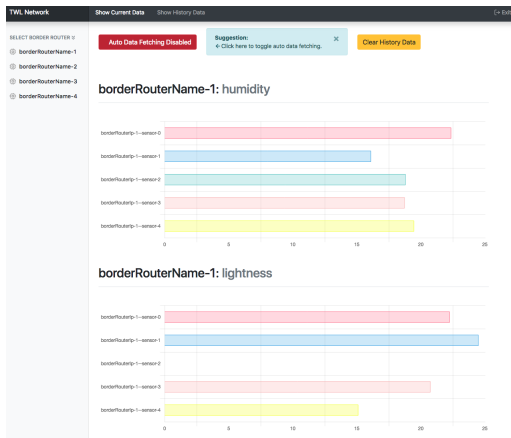 TWL Network
Show Current Data
Show History Data
Exit
SELECT BORDER ROUTER
borderRouterName-1
borderRouterName-2
borderRouterName-3
borderRouterName-4
Auto Data Fetching Disabled
Suggestion:
← Click here to toggle auto data fetching.
×
Clear History Data
borderRouterName-1: humidity
borderRouterIp-1--sensor-0
borderRouterIp-1--sensor-1
borderRouterIp-1--sensor-2
borderRouterIp-1--sensor-3
borderRouterIp-1--sensor-4
0 5 10 15 20 25
borderRouterName-1: lightness
borderRouterIp-1--sensor-0
borderRouterIp-1--sensor-1
borderRouterIp-1--sensor-2
borderRouterIp-1--sensor-3
borderRouterIp-1--sensor-4
0 5 10 15 20 25